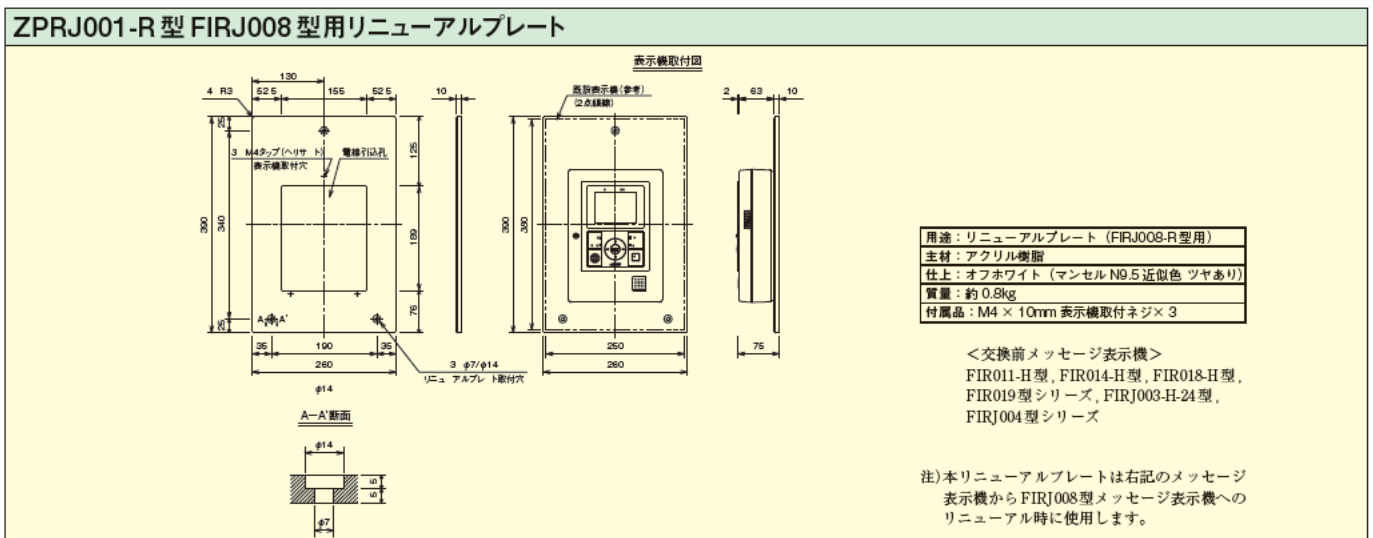 ZPRJ001-R型FIRJ008型用リニューアルプレート
表示機取付図
130
4 R3
52 5
155
52 5
10
既設表示機(参考)
(2点鎖線)
2
63
10
25
3 M4タップ(ヘリサ ト)
表示機取付穴
電線引込孔
125
390
340
189
390
380
76
25
A
A'
35
190
35
260
3 φ7/φ14
リニュ アルプレ ト取付穴
250
260
75
φ14
A-A'断面
φ14
5
5
φ7
用途:リニューアルプレート(FIRJ008-R型用)
主材:アクリル樹脂
仕上:オフホワイト(マンセルN9.5近似色 ツヤあり)
質量:約0.8kg
付属品:M4×10mm 表示機取付ネジ×3
<交換前メッセージ表示機>
FIR011-H型, FIR014-H型, FIR018-H型,
FIR019型シリーズ, FIRJ003-H-24型,
FIRJ004型シリーズ
注)本リニューアルプレートは右記のメッセージ
表示機からFIRJ008型メッセージ表示機への
リニューアル時に使用します。